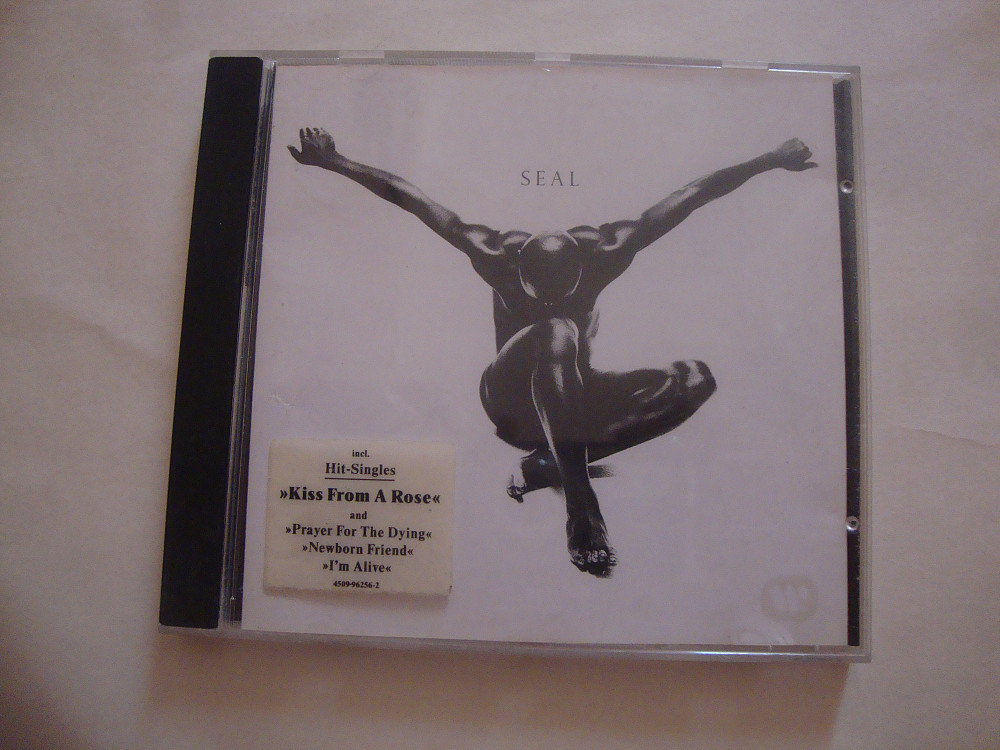 SEAL
incl.
Hit-Singles
»Kiss From A Rose«
and
»Prayer For The Dying«
»Newborn Friend«
»I'm Alive«
4509-96256-2